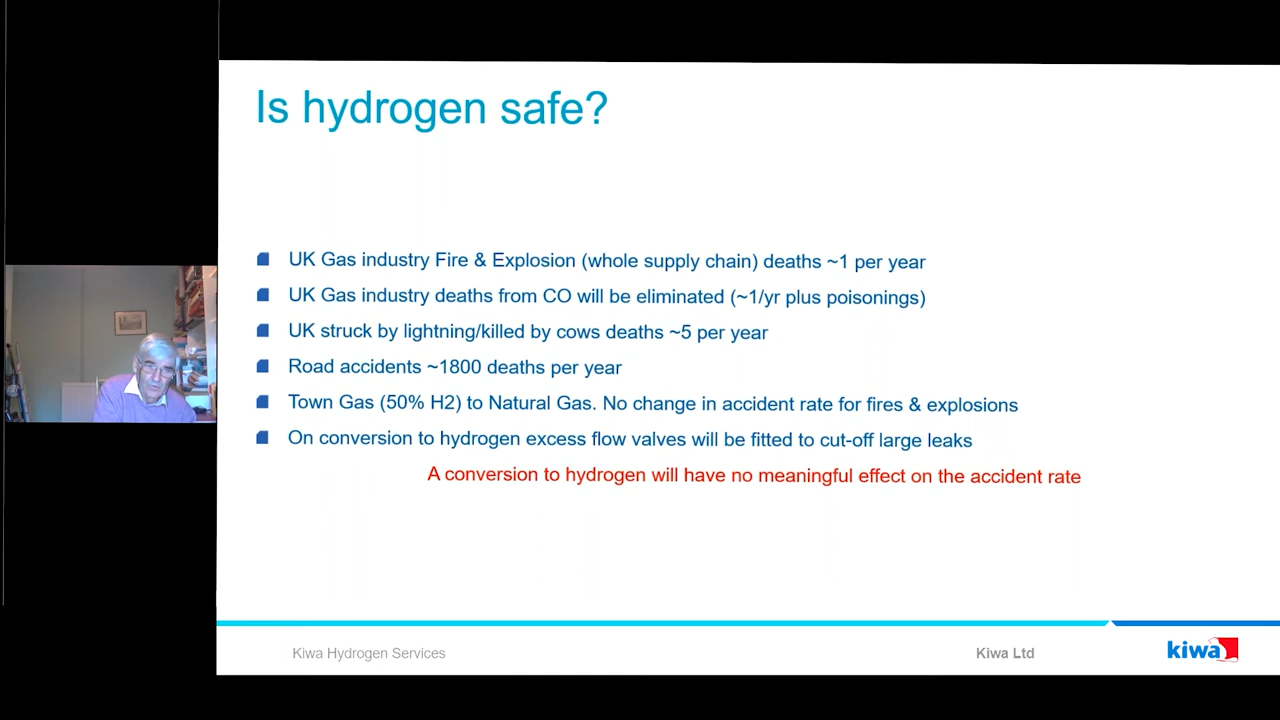 Is hydrogen safe?
UK Gas industry Fire & Explosion (whole supply chain) deaths ~1 per year
UK Gas industry deaths from CO will be eliminated (~1/yr plus poisonings)
UK struck by lightning/killed by cows deaths ~5 per year
Road accidents ~1800 deaths per year
Town Gas (50% H2) to Natural Gas. No change in accident rate for fires & explosions
On conversion to hydrogen excess flow valves will be fitted to cut-off large leaks
A conversion to hydrogen will have no meaningful effect on the accident rate
Kiwa Hydrogen Services
Kiwa Ltd
kiwa